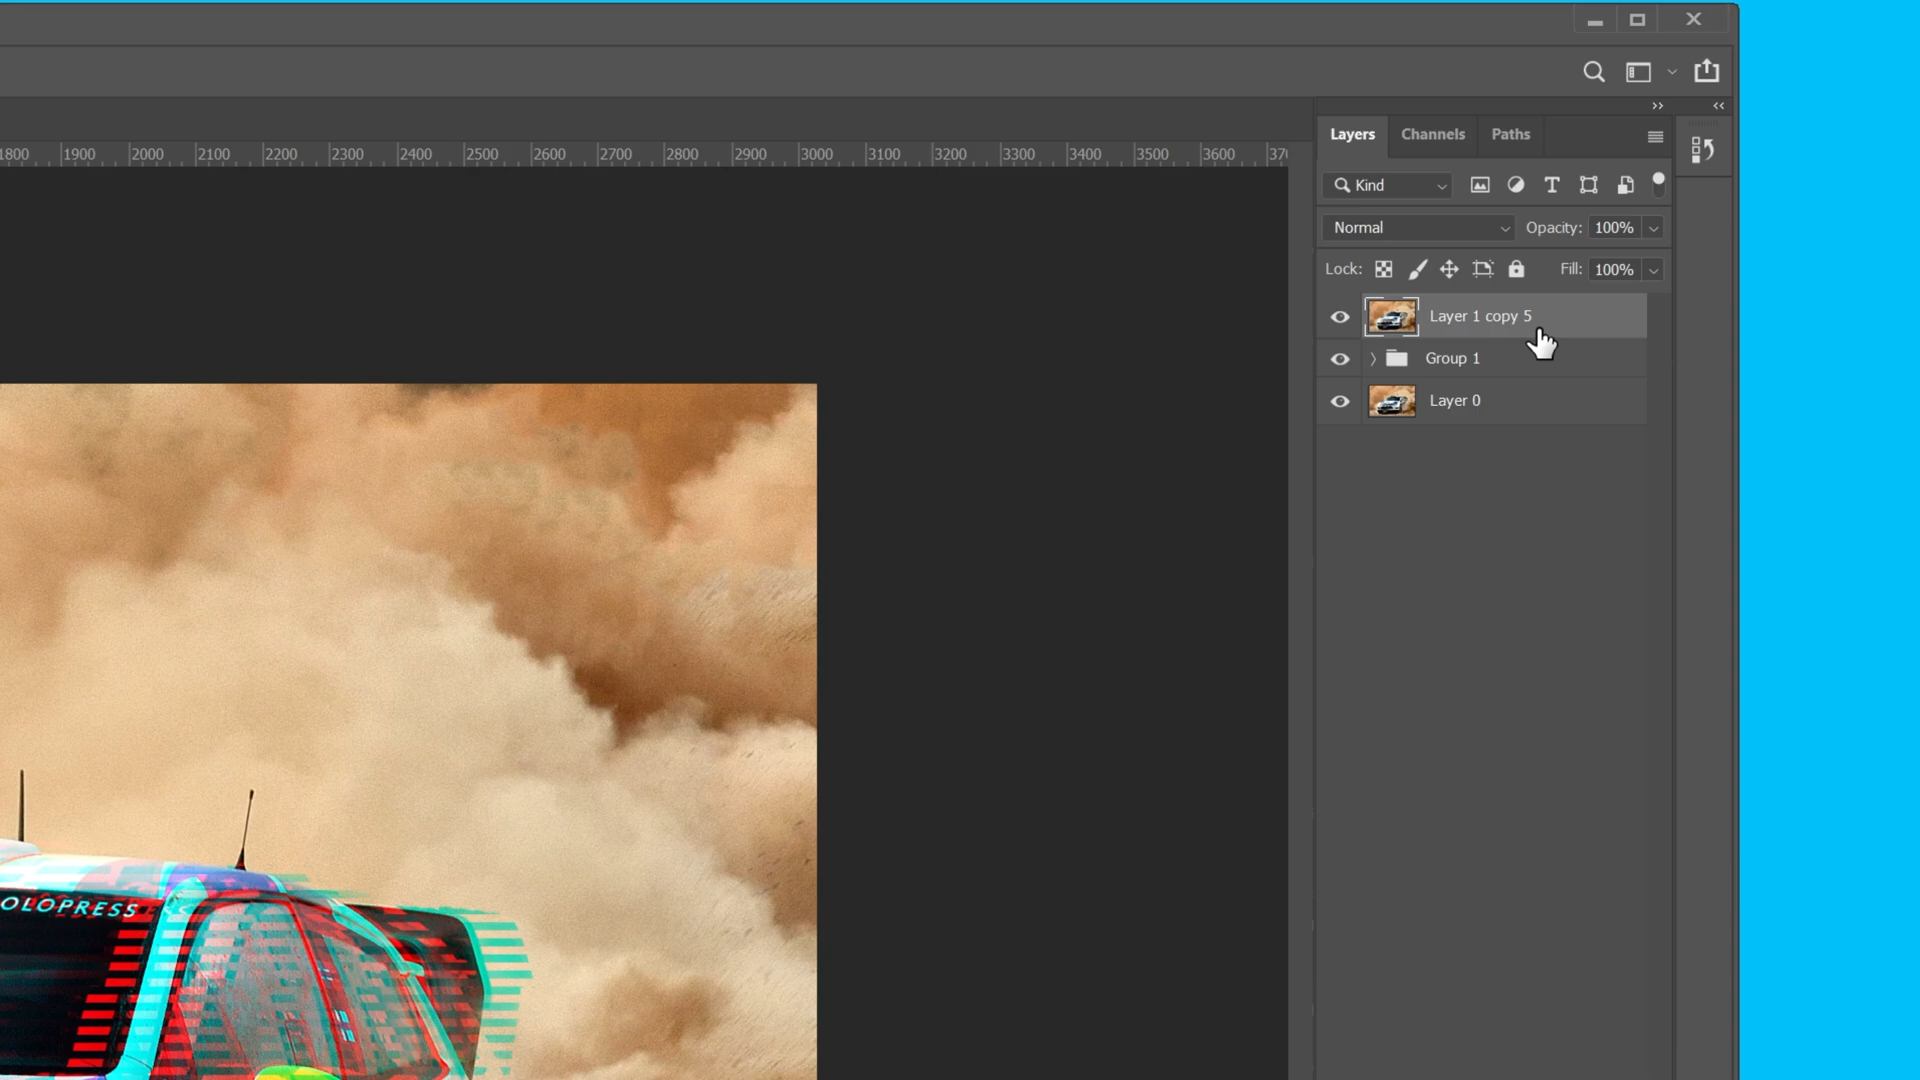 Layers Channels Paths
1800 1900 2000 2100 2200 2300 2400 2500 2600 2700 2800 2900 3000 3100 3200 3300 3400 3500 3600
Kind
Normal Opacity: 100%
Lock: Fill: 100%
Layer 1 copy 5
Group 1
Layer 0
OLOPRESS